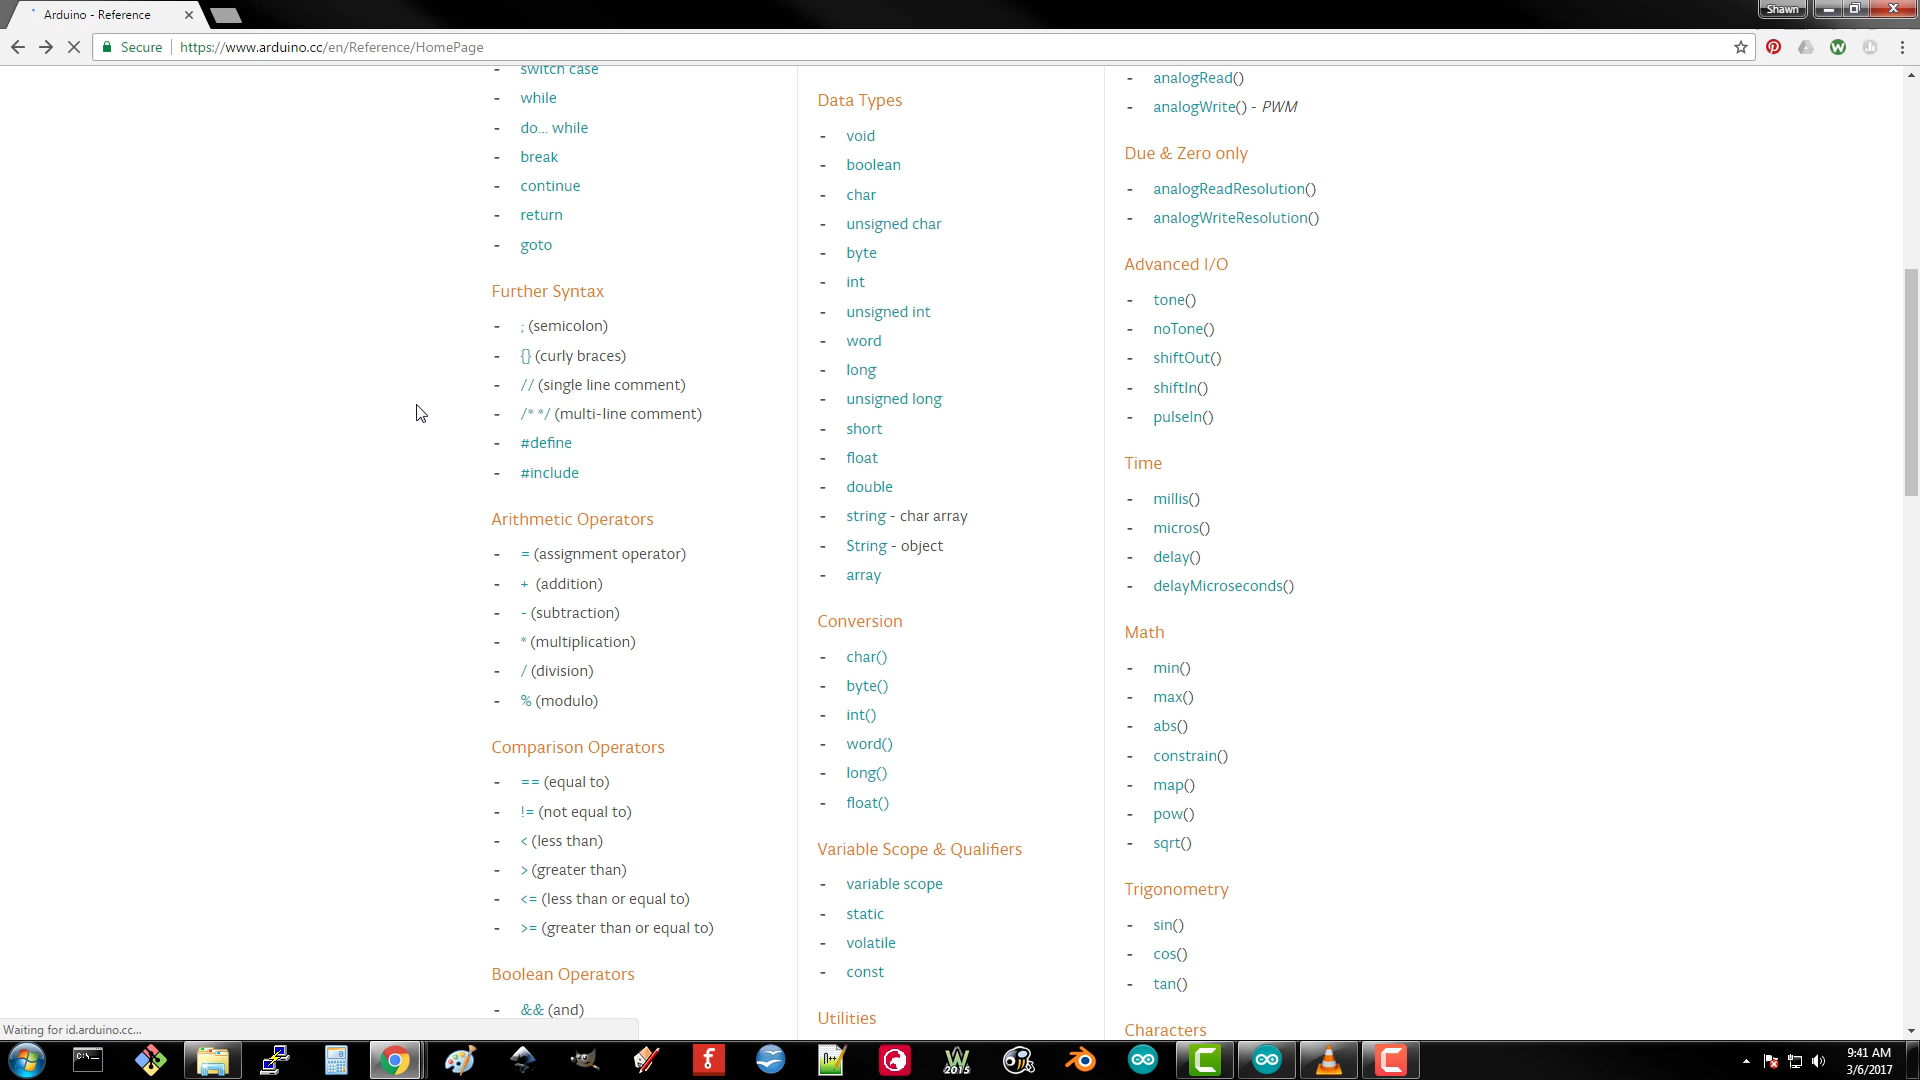 Arduino - Reference
Shawn
Secure
https://www.arduino.cc/en/Reference/HomePage
switch case
- while
- do... while
- break
- continue
- return
- goto
Further Syntax
- ; (semicolon)
- {} (curly braces)
- // (single line comment)
- /* */ (multi-line comment)
- #define
- #include
Arithmetic Operators
- = (assignment operator)
- + (addition)
- - (subtraction)
- * (multiplication)
- / (division)
- % (modulo)
Comparison Operators
- == (equal to)
- != (not equal to)
- < (less than)
- > (greater than)
- <= (less than or equal to)
- >= (greater than or equal to)
Boolean Operators
- && (and)
Data Types
- void
- boolean
- char
- unsigned char
- byte
- int
- unsigned int
- word
- long
- unsigned long
- short
- float
- double
- string - char array
- String - object
- array
Conversion
- char()
- byte()
- int()
- word()
- long()
- float()
Variable Scope & Qualifiers
- variable scope
- static
- volatile
- const
Utilities
- analogRead()
- analogWrite() - PWM
Due & Zero only
- analogReadResolution()
- analogWriteResolution()
Advanced I/O
- tone()
- noTone()
- shiftOut()
- shiftIn()
- pulseIn()
Time
- millis()
- micros()
- delay()
- delayMicroseconds()
Math
- min()
- max()
- abs()
- constrain()
- map()
- pow()
- sqrt()
Trigonometry
- sin()
- cos()
- tan()
Characters
Waiting for id.arduino.cc...
9:41 AM
3/6/2017